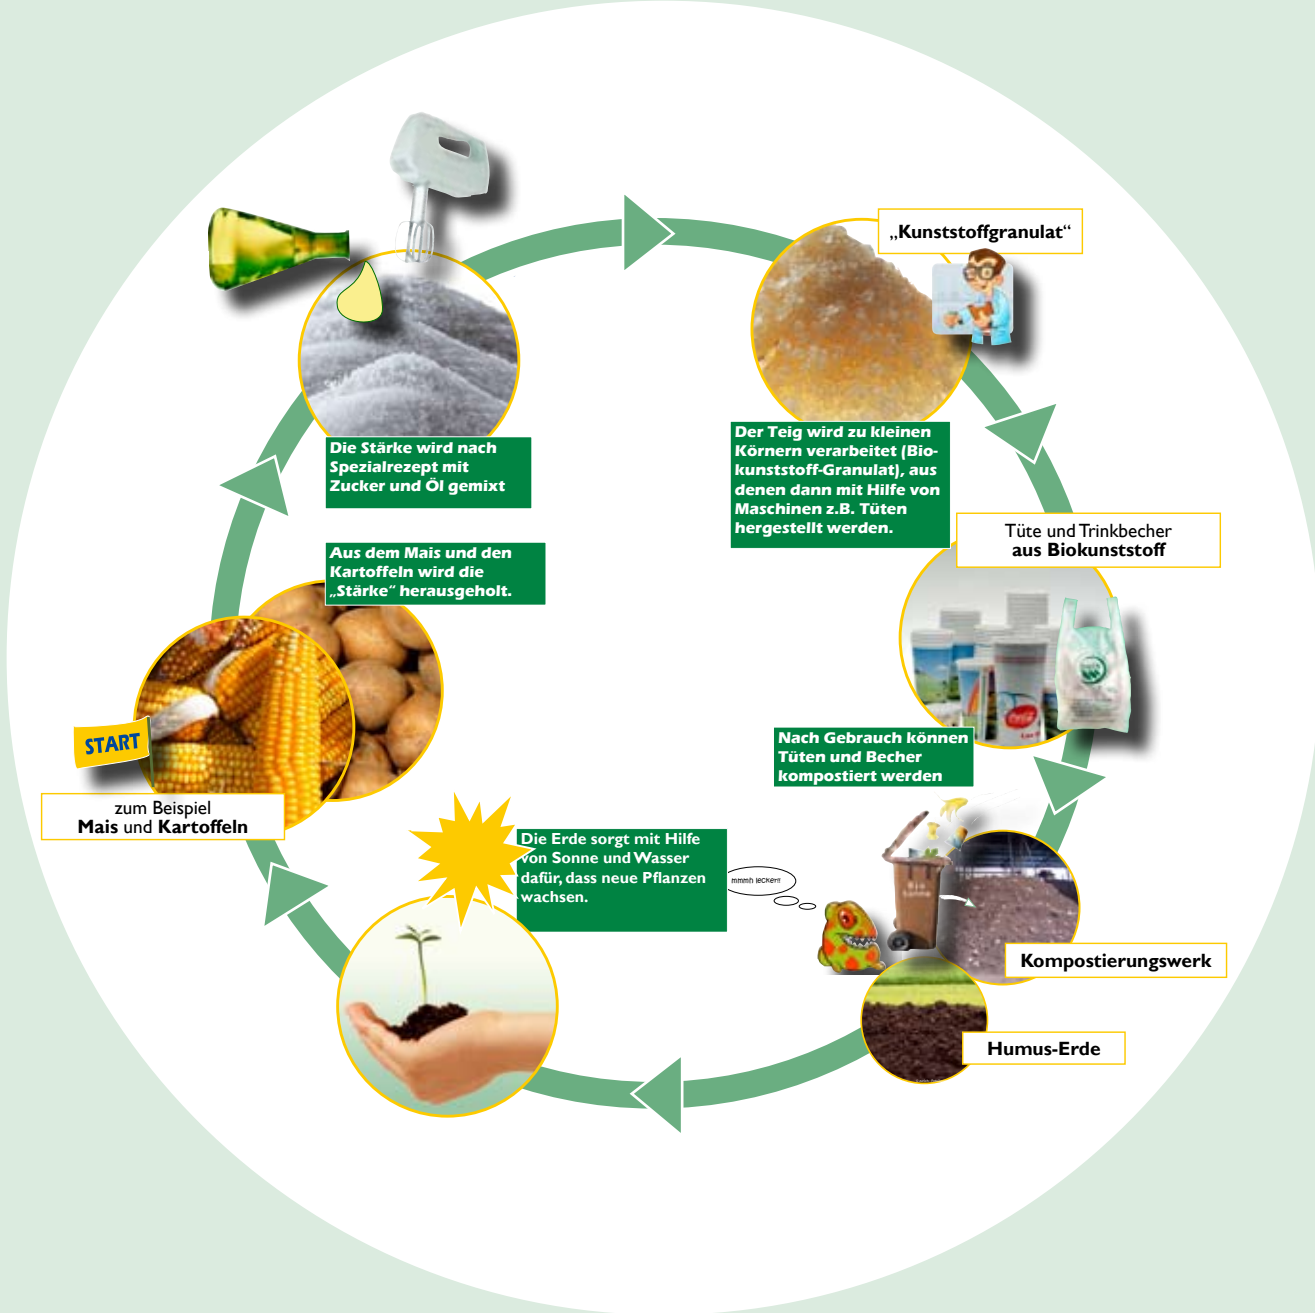 „Kunststoffgranulat“
Die Stärke wird nach
Spezialrezept mit
Zucker und Öl gemixt
Der Teig wird zu kleinen
Körnern verarbeitet (Bio-
kunststoff-Granulat), aus
denen dann mit Hilfe von
Maschinen z.B. Tüten
hergestellt werden.
Tüte und Trinkbecher
aus Biokunststoff
Aus dem Mais und den
Kartoffeln wird die
„Stärke“ herausgeholt.
START
zum Beispiel
Mais und Kartoffeln
Nach Gebrauch können
Tüten und Becher
kompostiert werden
Die Erde sorgt mit Hilfe
von Sonne und Wasser
dafür, dass neue Pflanzen
wachsen.
mmmh lecker!!
Bio
Tonne
Kompostierungswerk
Humus-Erde